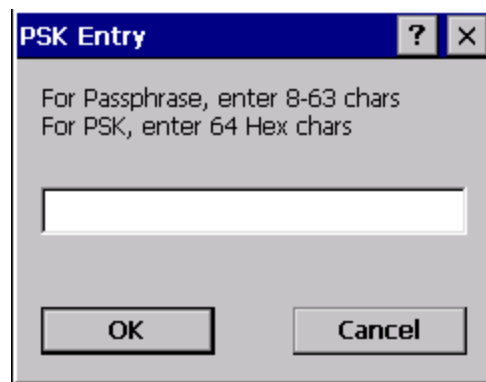 PSK Entry ? ×
For Passphrase, enter 8-63 chars
For PSK, enter 64 Hex chars
OK Cancel